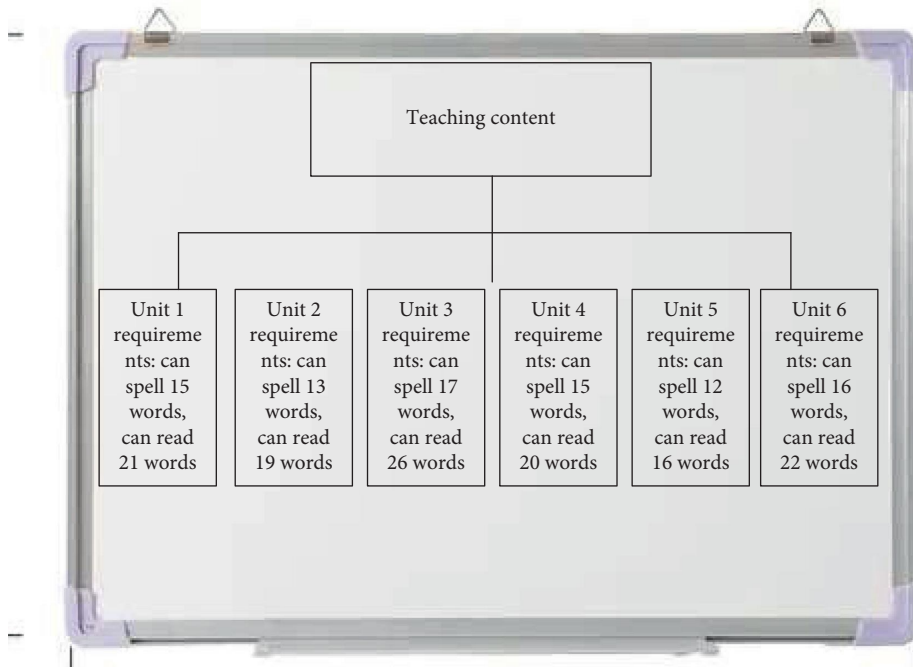 Teaching content
Unit 1
requireme
nts: can
spell 15
words,
can read
21 words
Unit 2
requireme
nts: can
spell 13
words,
can read
19 words
Unit 3
requireme
nts: can
spell 17
words,
can read
26 words
Unit 4
requireme
nts: can
spell 15
words,
can read
20 words
Unit 5
requireme
nts: can
spell 12
words,
can read
16 words
Unit 6
requireme
nts: can
spell 16
words,
can read
22 words